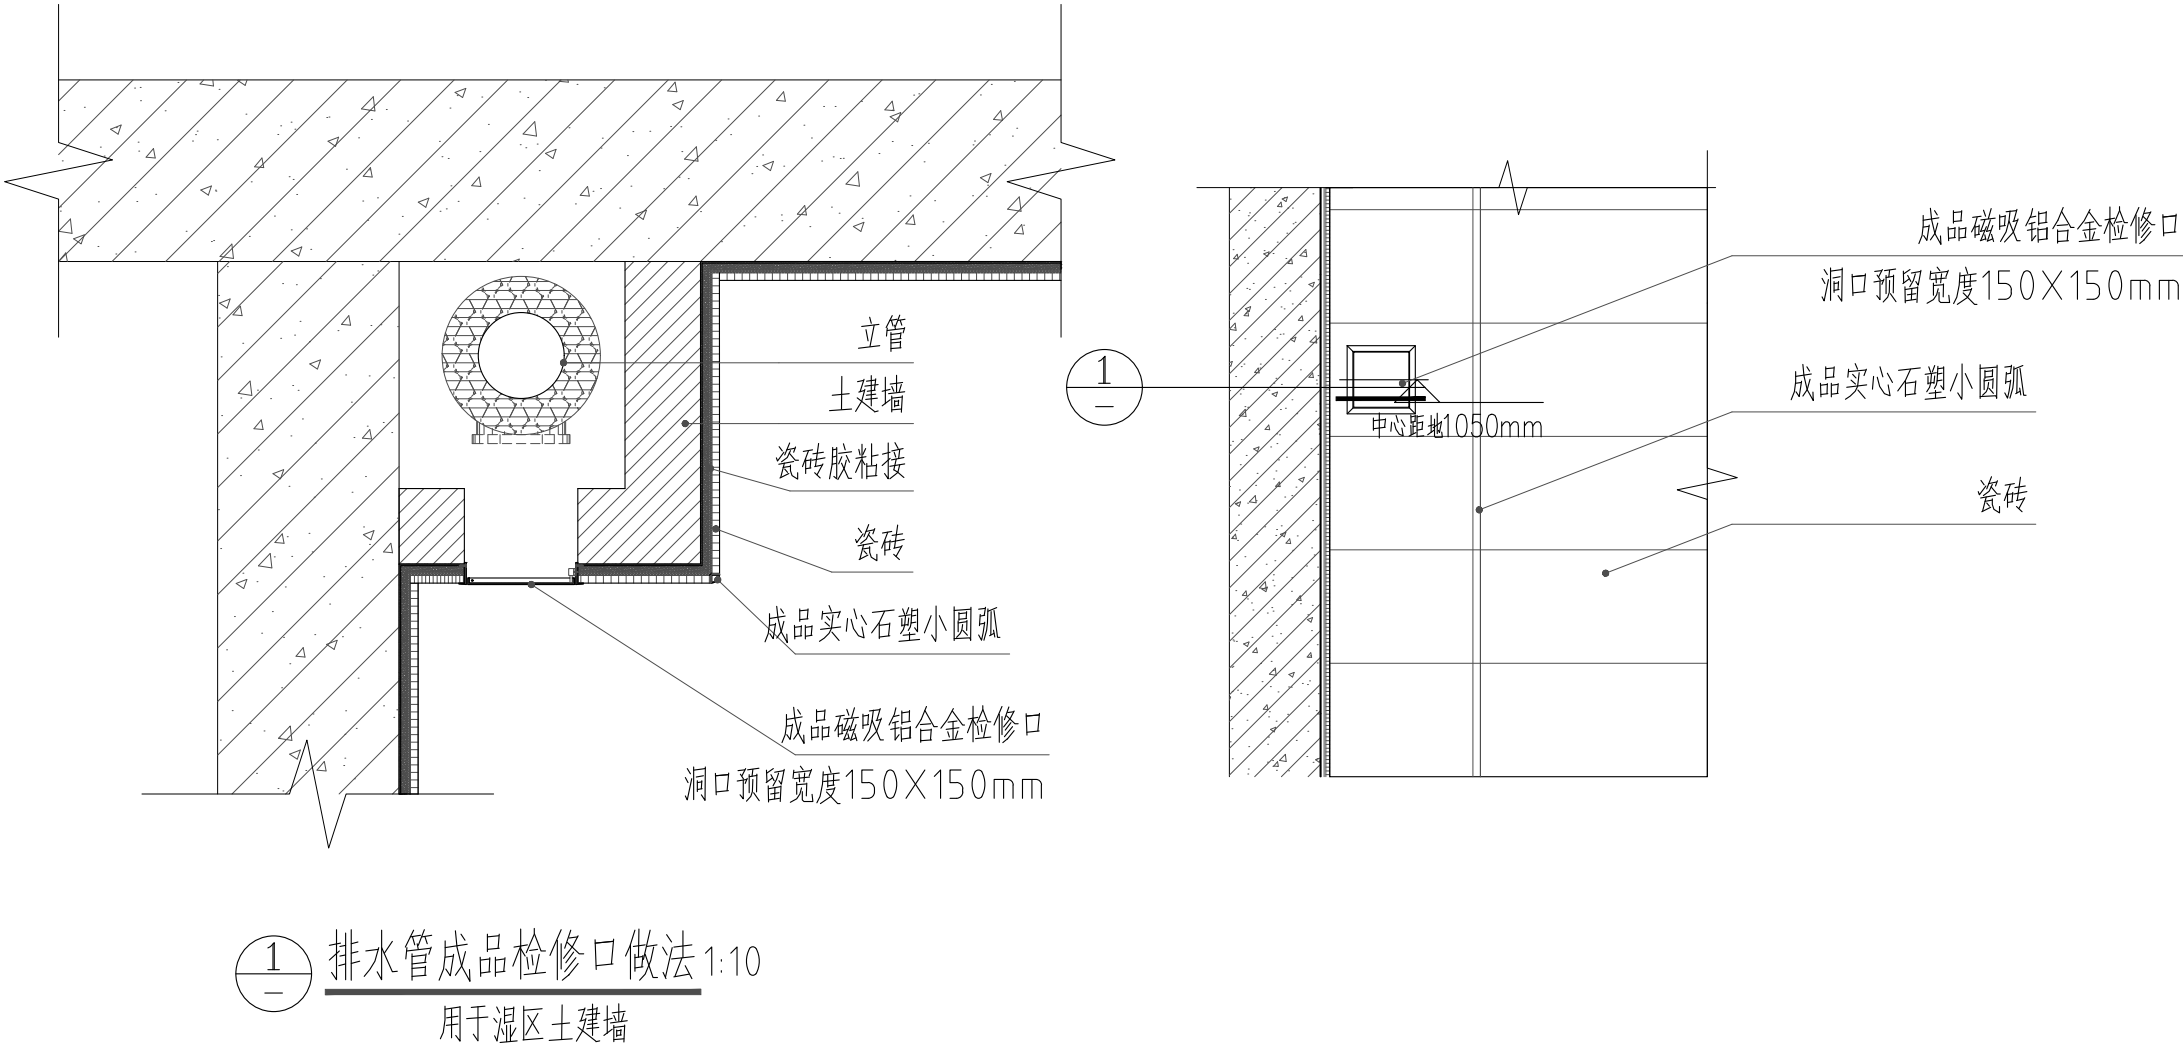 立管
土建墙
瓷砖胶粘接
瓷砖
成品实心石塑小圆弧
成品磁吸铝合金检修口
洞口预留宽度150X150mm
1
—
排水管成品检修口做法 1:10
用于湿区土建墙
1
—
成品磁吸铝合金检修口
洞口预留宽度150X150mm
成品实心石塑小圆弧
瓷砖
中心距地1050mm